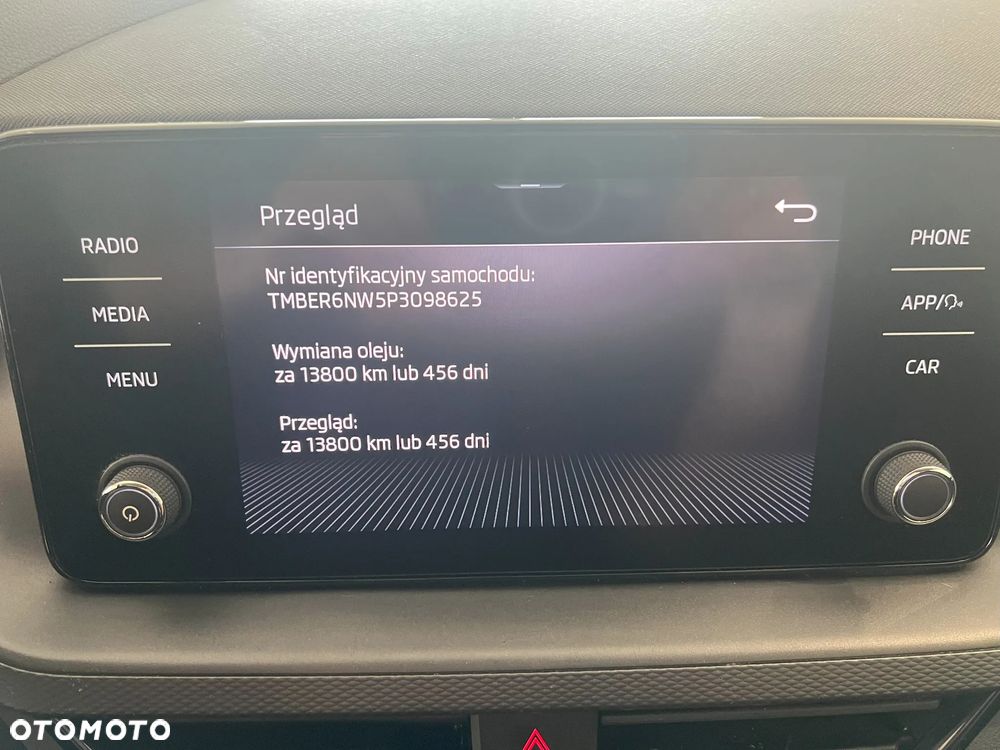 Przegląd
RADIO
MEDIA
MENU
Nr identyfikacyjny samochodu:
TMBER6NW5P3098625
Wymiana oleju:
za 13800 km lub 456 dni
Przegląd:
za 13800 km lub 456 dni
PHONE
APP/
CAR
OTOMOTO